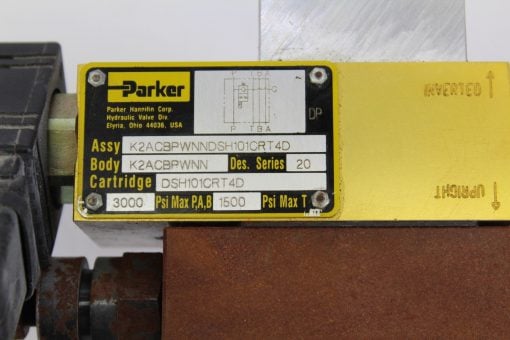 Parker
Parker Hannifin Corp.
Hydraulic Valve Div.
Elyria, Ohio 44036, USA
P T B A
P T B A
DP
Assy K2ACBPWNNDSH101CRT4D
Body K2ACBPWNN Des. Series 20
Cartridge DSH101CRT4D
3000 Psi Max P,A,B 1500 Psi Max T
INVERTED
UPRIGHT